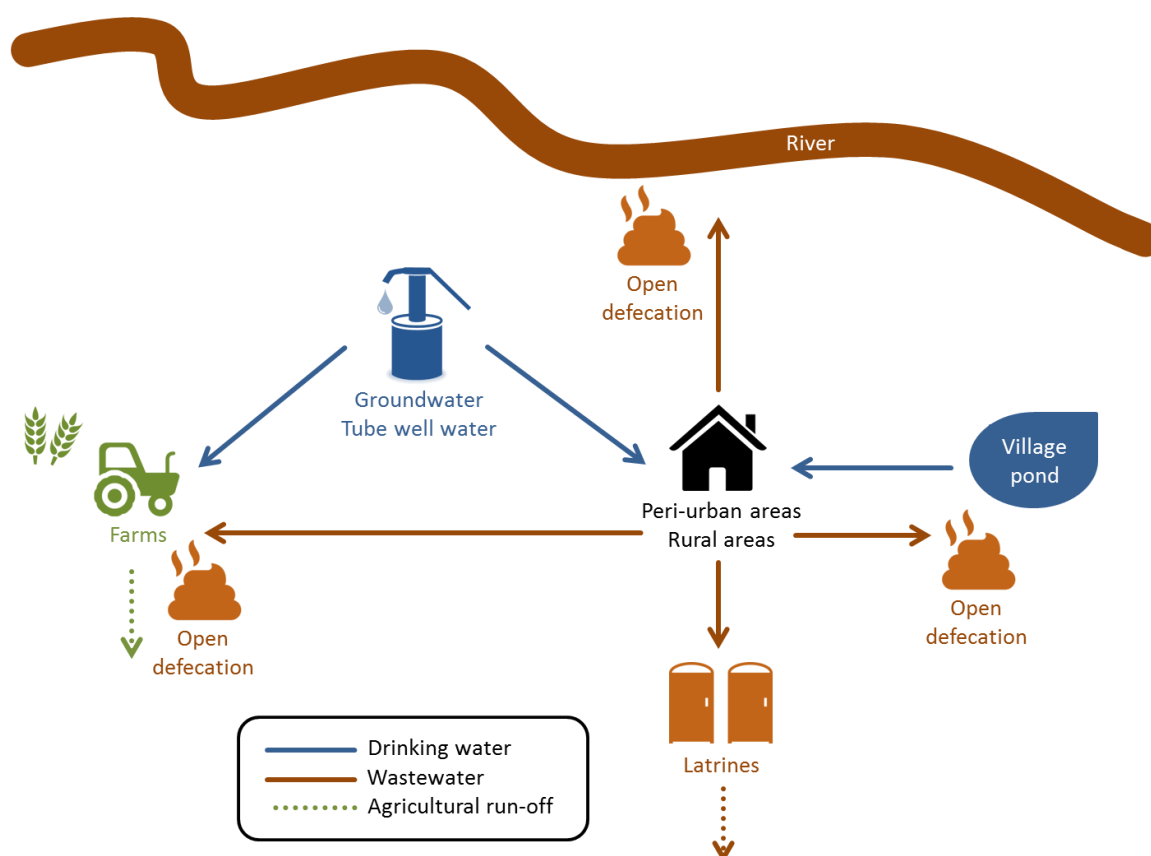 River
Open
defecation
Groundwater
Tube well water
Village
pond
Peri-urban areas
Rural areas
Farms
Open
defecation
Open
defecation
Latrines
Drinking water
Wastewater
Agricultural run-off